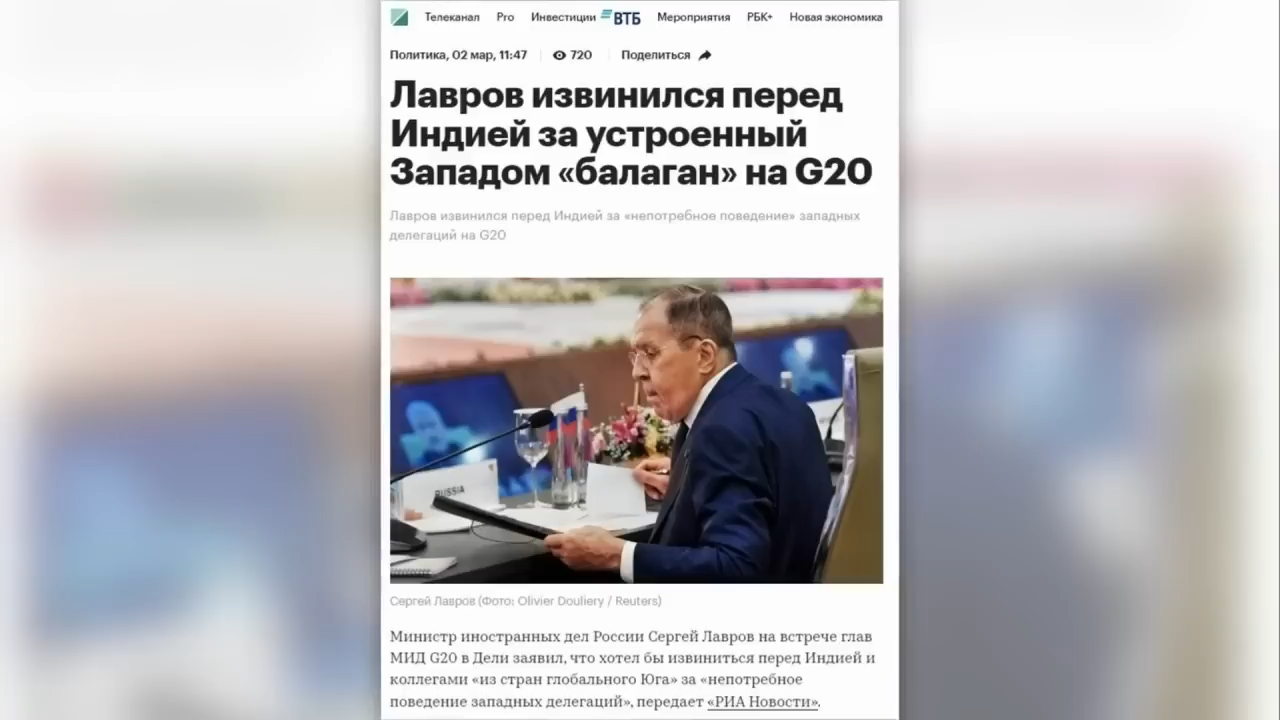 Телеканал Pro Инвестиции ВТБ Мероприятия РБК+ Новая экономика
Политика, 02 мар, 11:47 720 Поделиться
Лавров извинился перед
Индией за устроенный
Западом «балаган» на G20
Лавров извинился перед Индией за «непотребное поведение» западных
делегаций на G20
RUSSIA
Сергей Лавров (Фото: Olivier Douliery / Reuters)
Министр иностранных дел России Сергей Лавров на встрече глав
МИД G20 в Дели заявил, что хотел бы извиниться перед Индией и
коллегами «из стран глобального Юга» за «непотребное
поведение западных делегаций», передает «РИА Новости».